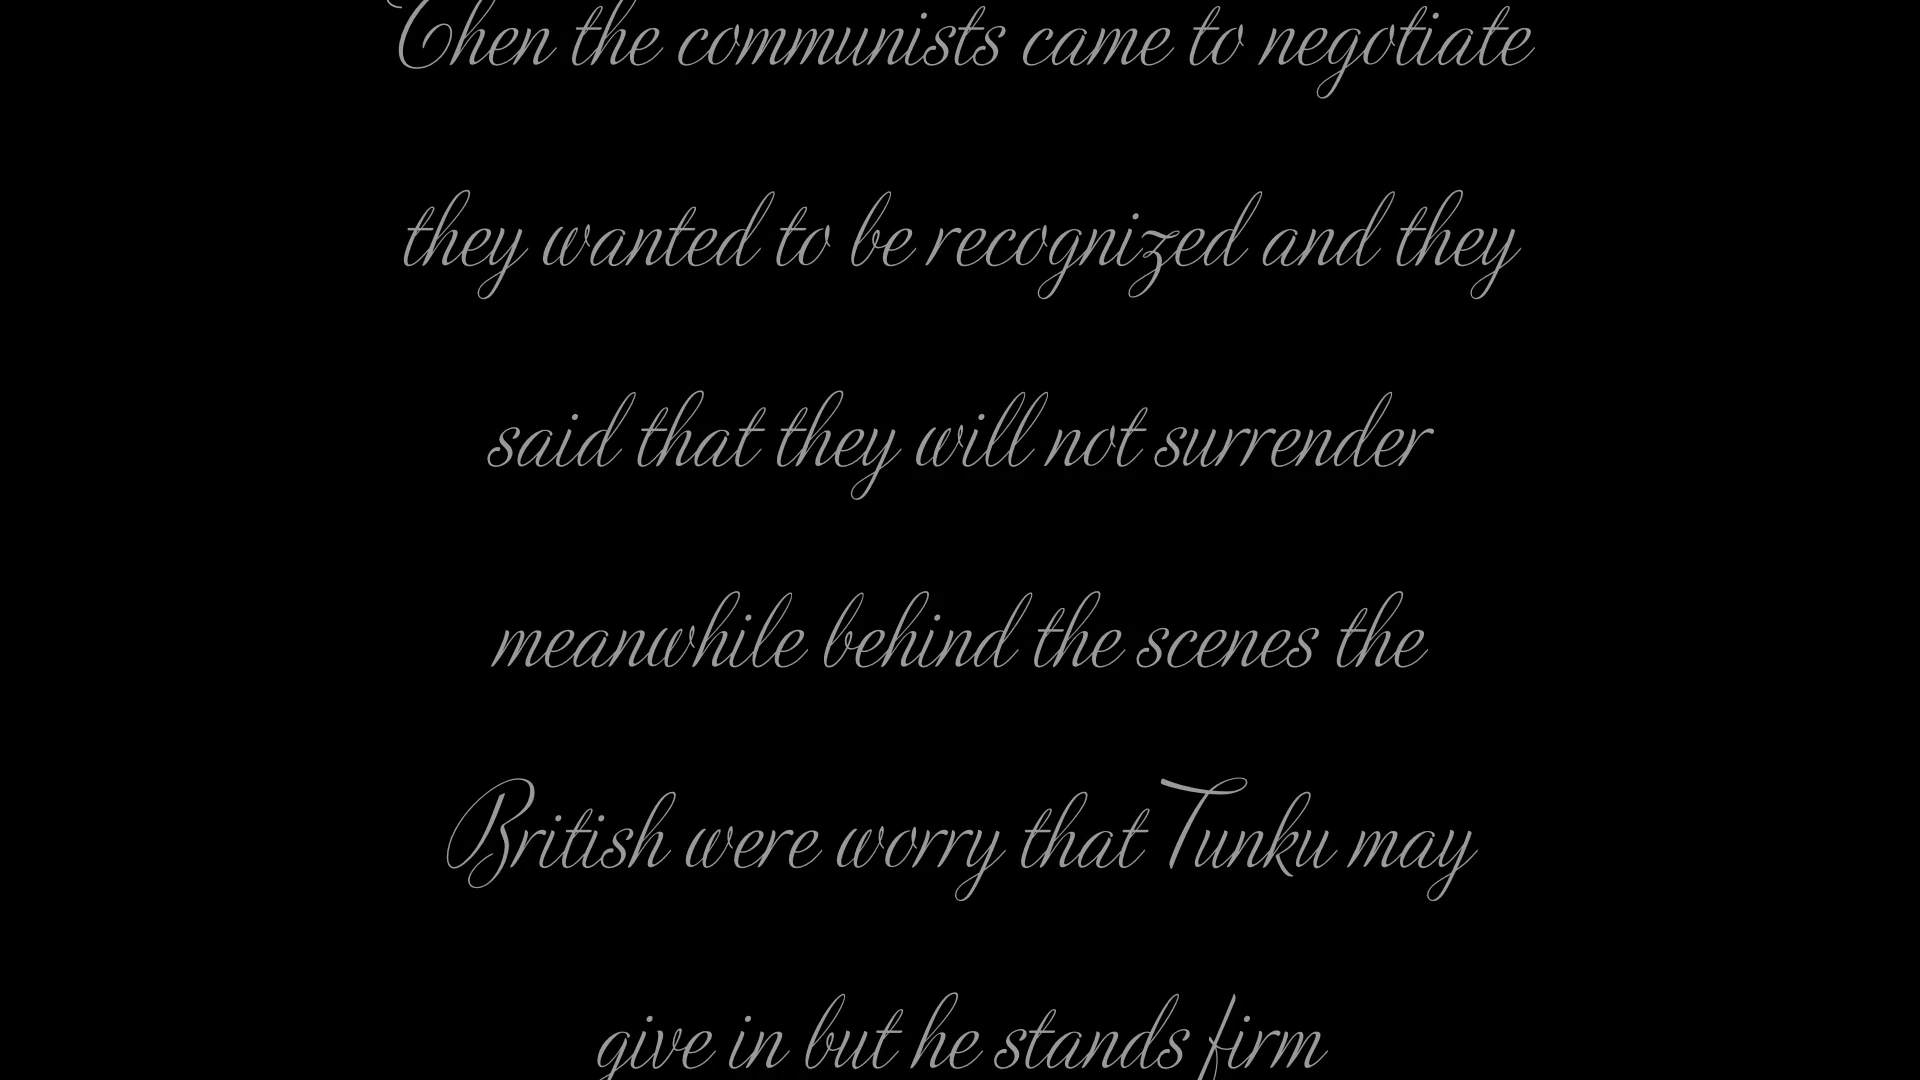 Then the communists came to negotiate
they wanted to be recognized and they
said that they will not surrender
meanwhile behind the scenes the
British were worry that Tunku may
give in but he stands firm